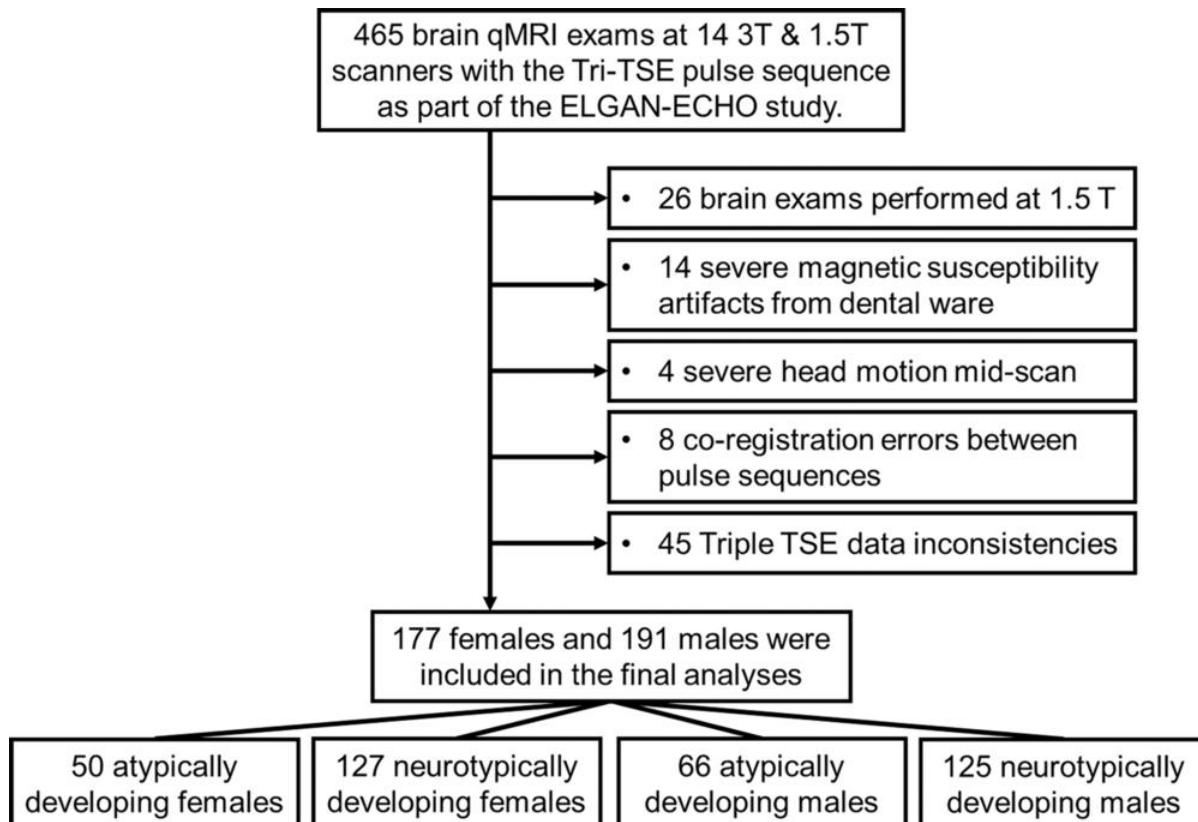 465 brain qMRI exams at 14 3T & 1.5T
scanners with the Tri-TSE pulse sequence
as part of the ELGAN-ECHO study.
• 26 brain exams performed at 1.5 T
• 14 severe magnetic susceptibility
artifacts from dental ware
• 4 severe head motion mid-scan
• 8 co-registration errors between
pulse sequences
• 45 Triple TSE data inconsistencies
177 females and 191 males were
included in the final analyses
50 atypically
developing females
127 neurotypically
developing females
66 atypically
developing males
125 neurotypically
developing males